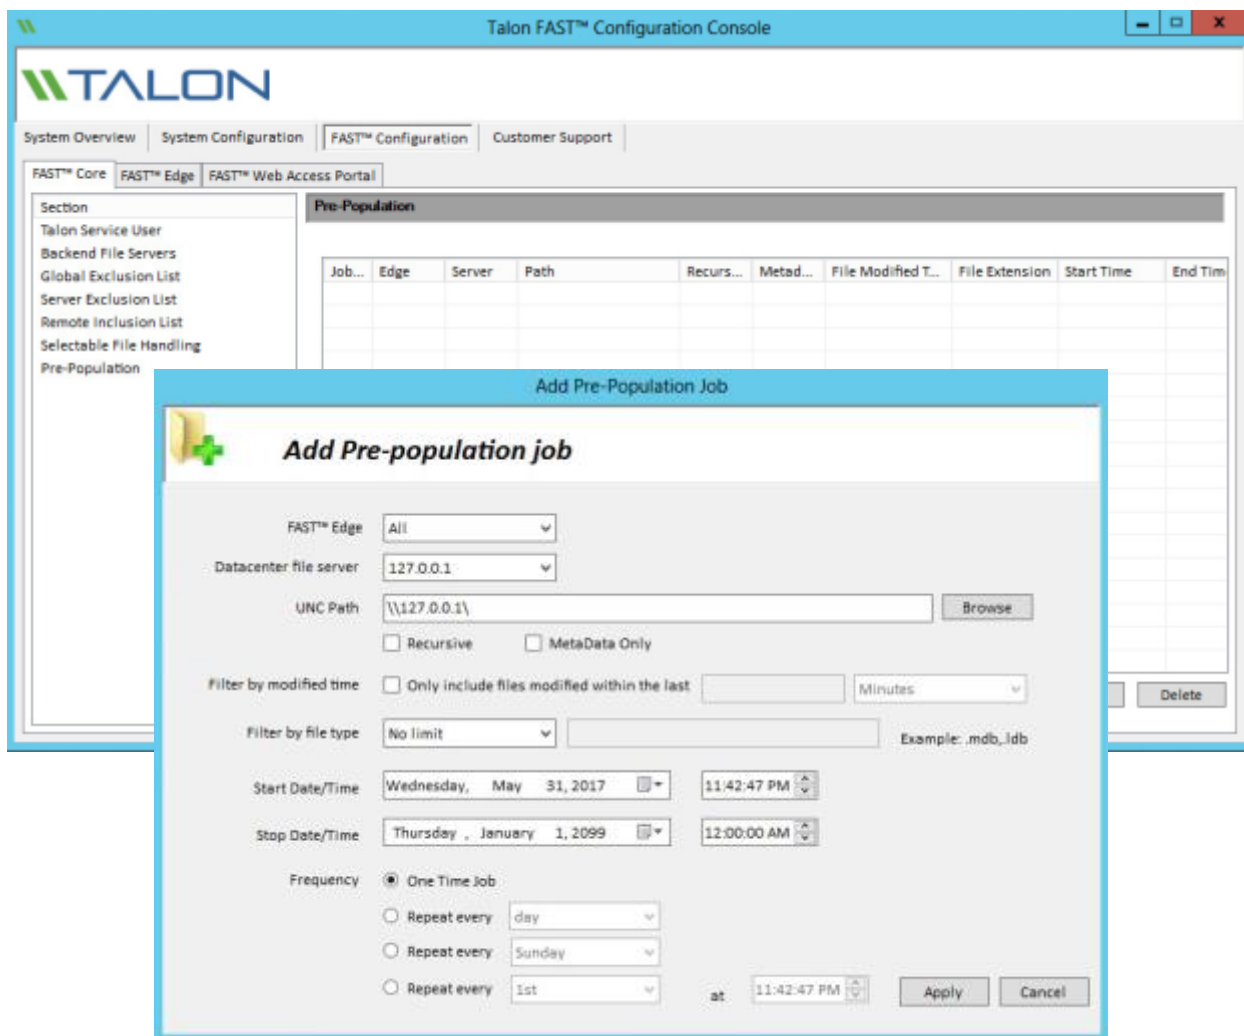 Talon FAST™ Configuration Console
TALON
System Overview System Configuration FAST™ Configuration Customer Support
FAST™ Core FAST™ Edge FAST™ Web Access Portal
Section
Pre-Population
Talon Service User
Backend File Servers
Job... Edge Server Path Recurs... Metad... File Modified T... File Extension Start Time End Tim
Global Exclusion List
Server Exclusion List
Remote Inclusion List
Selectable File Handling
Pre-Population
Delete
Add Pre-Population Job
Add Pre-population job
FAST™ Edge All
Datacenter file server 127.0.0.1
UNC Path \\127.0.0.1\ Browse
Recursive MetaData Only
Filter by modified time Only include files modified within the last Minutes
Filter by file type No limit Example: .mdb,.ldb
Start Date/Time Wednesday, May 31, 2017 11:42:47 PM
Stop Date/Time Thursday , January 1, 2099 12:00:00 AM
Frequency One Time Job
Repeat every day
Repeat every Sunday
Repeat every 1st at 11:42:47 PM Apply Cancel